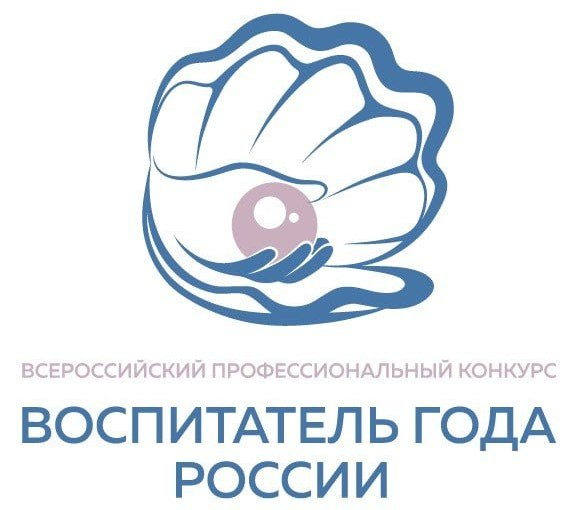 ВСЕРОССИЙСКИЙ ПРОФЕССИОНАЛЬНЫЙ КОНКУРС
ВОСПИТАТЕЛЬ ГОДА
РОССИИ